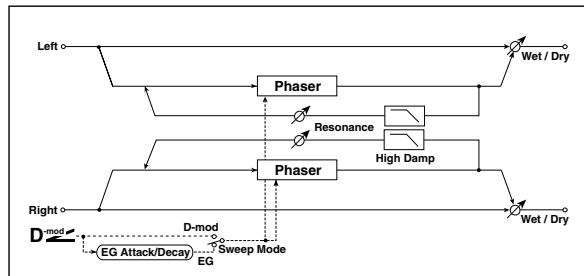 Left
Wet / Dry
Phaser
Resonance
High Damp
Phaser
Right
Wet / Dry
D-mod
D-mod
EG Attack/Decay
EG
Sweep Mode